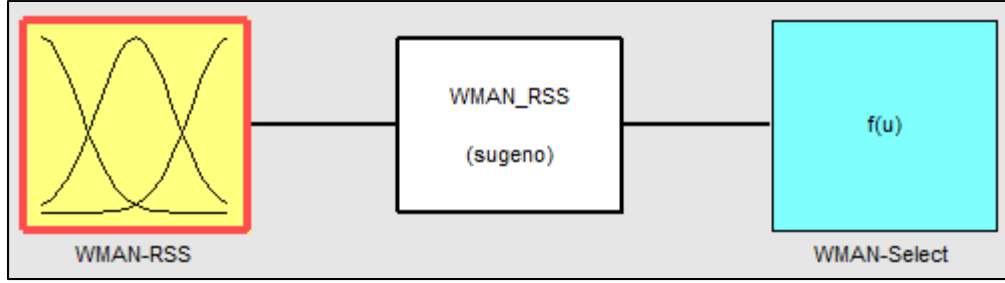 WMAN_RSS
(sugeno)
f(u)
WMAN-RSS
WMAN-Select